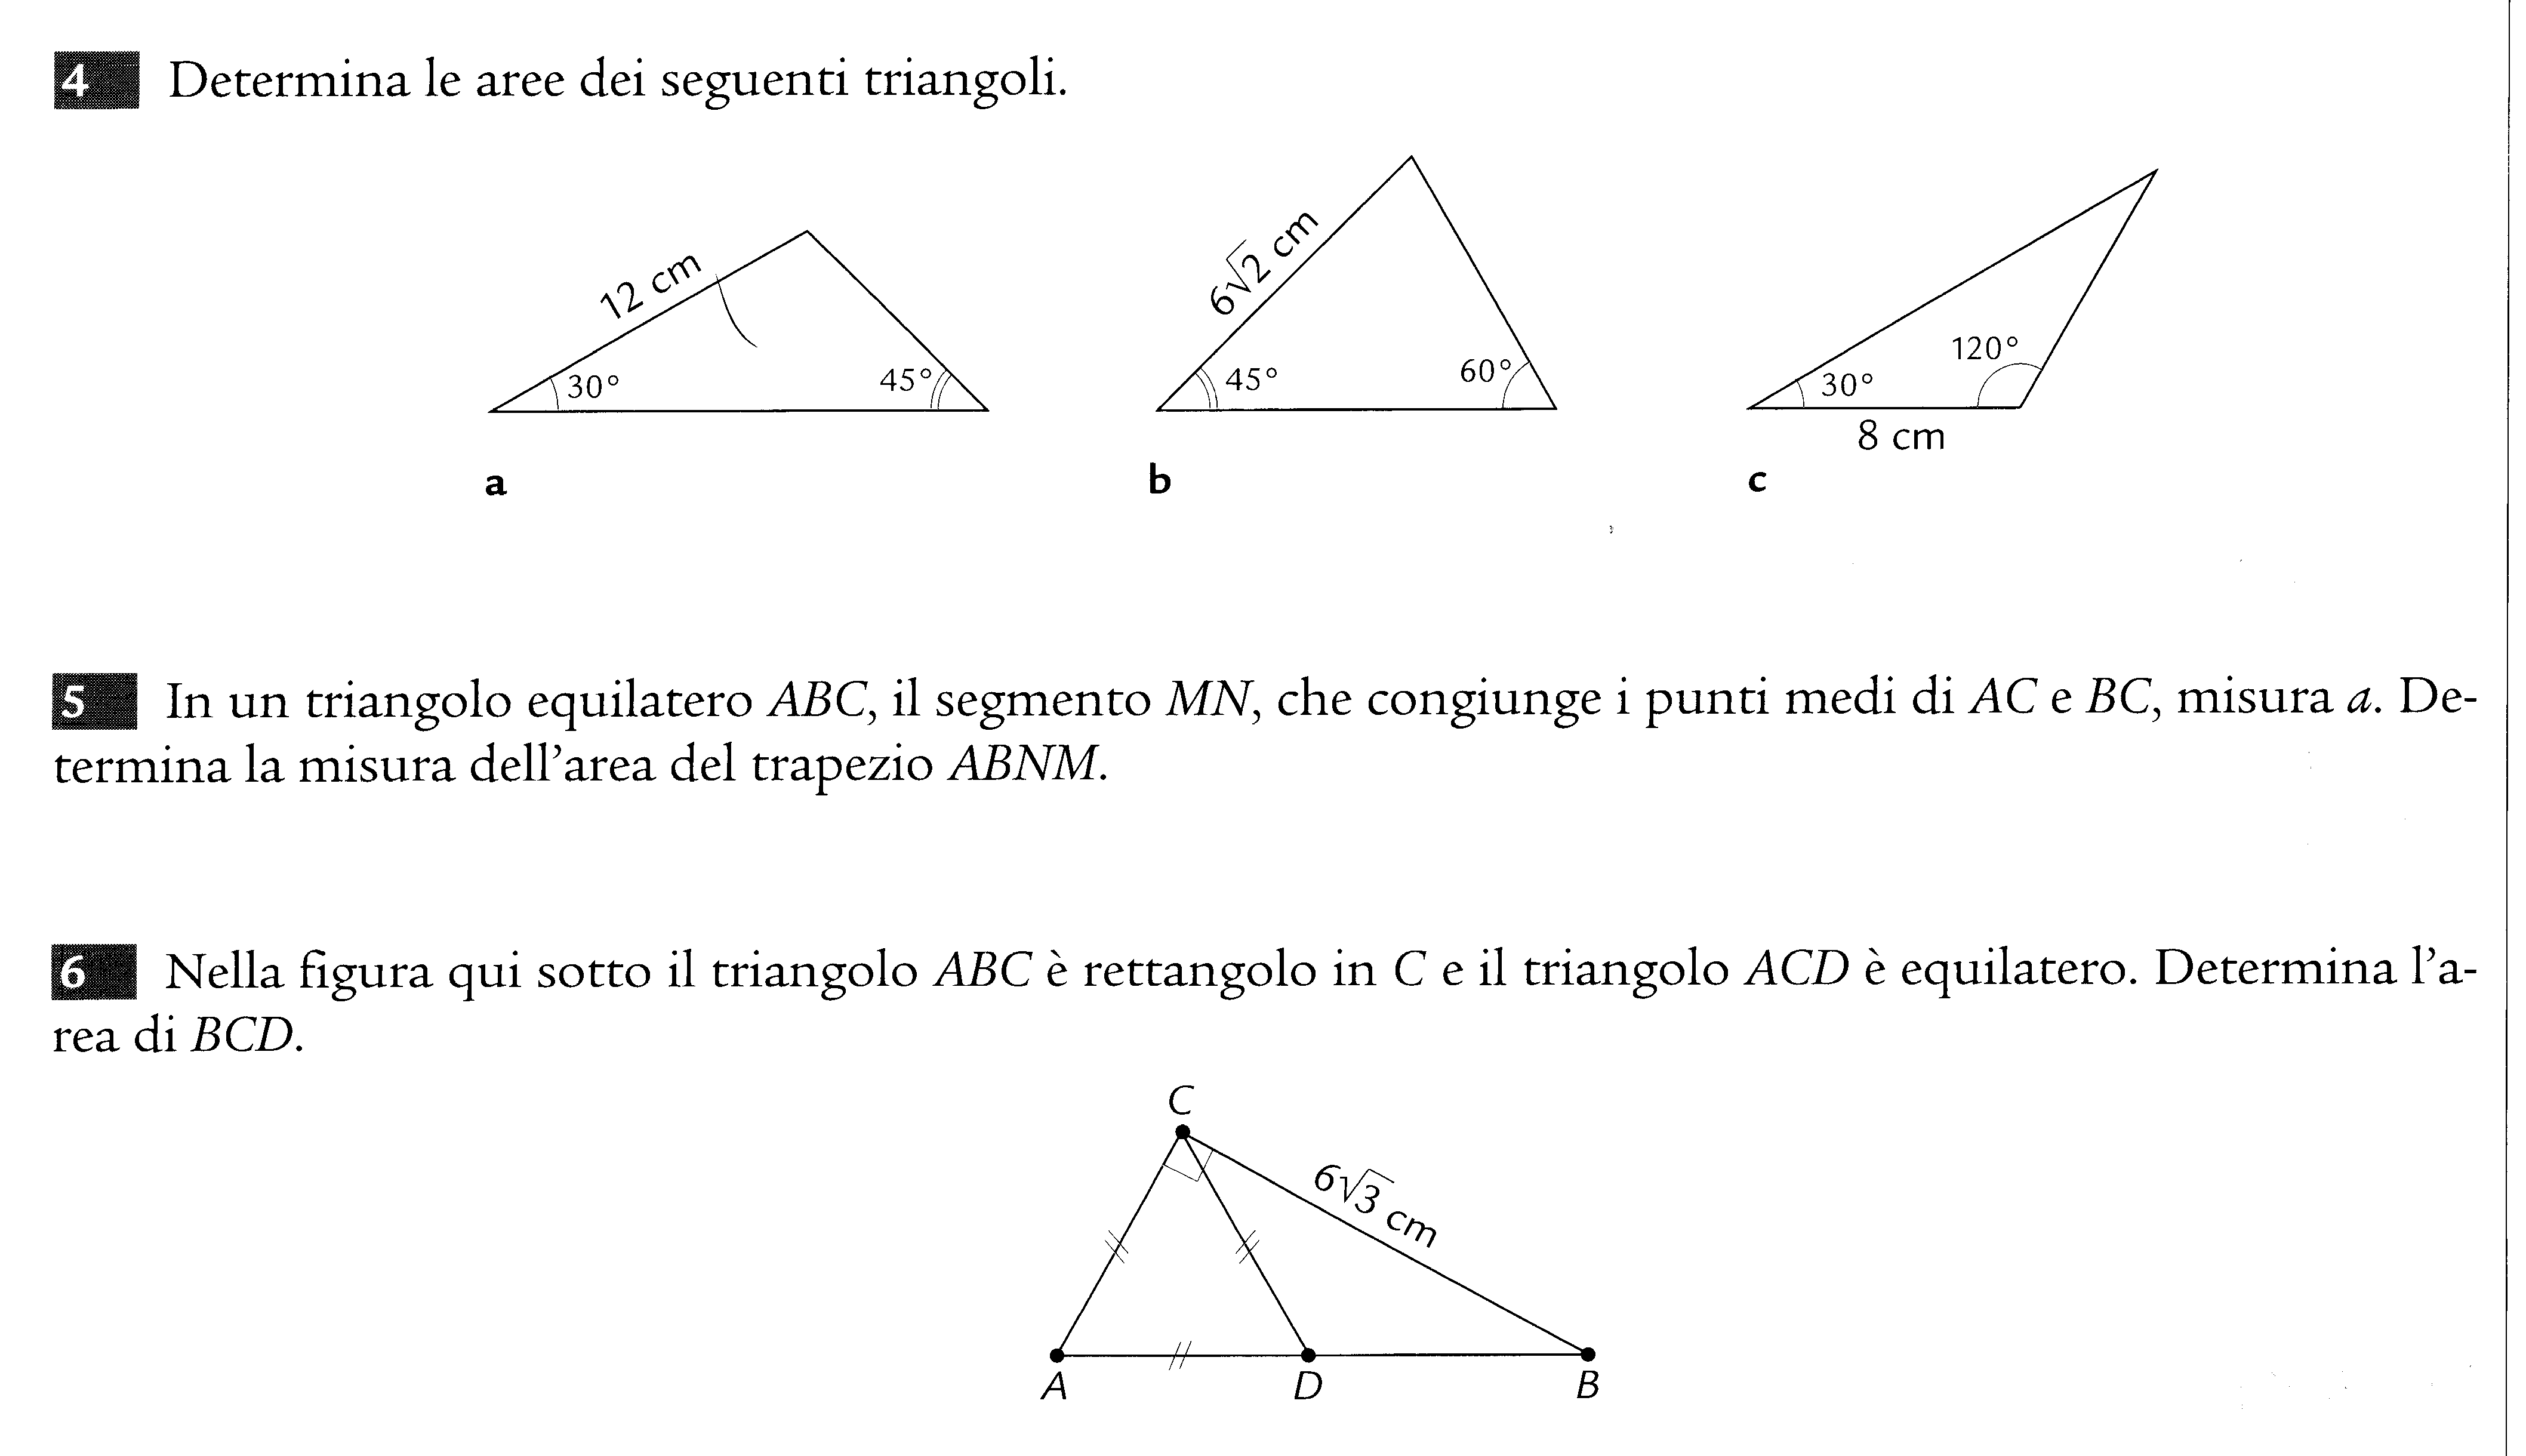 4 Determina le aree dei seguenti triangoli.
12 cm
30°
45°
a
6√2 cm
45°
60°
b
30°
120°
8 cm
c
5 In un triangolo equilatero ABC, il segmento MN, che congiunge i punti medi di AC e BC, misura a. De-
termina la misura dell’area del trapezio ABNM.
6 Nella figura qui sotto il triangolo ABC è rettangolo in C e il triangolo ACD è equilatero. Determina l’a-
rea di BCD.
C
6√3 cm
A
D
B